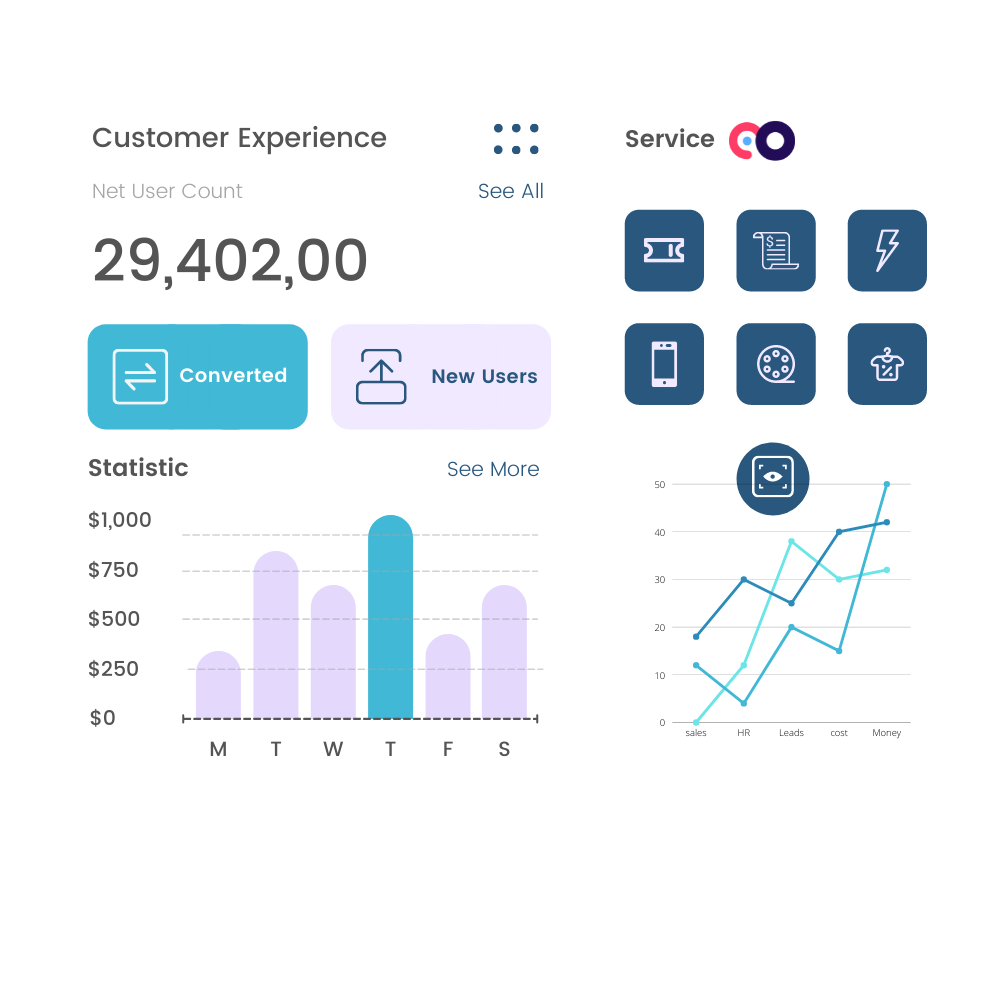 Customer Experience
Net User Count
See All
29,402,00
Converted
New Users
Statistic
See More
$1,000
$750
$500
$250
$0
M T W T F S
Service
$
50
40
30
20
10
0
sales HR Leads cost Money